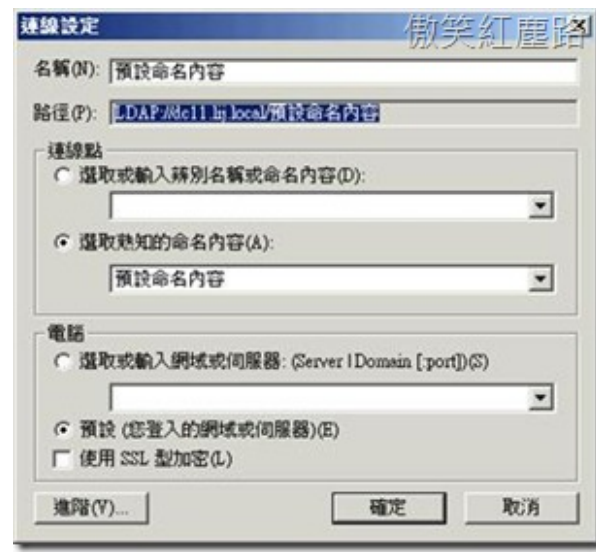 連線設定
傲笑紅塵路
名稱(N): 預設命名內容
路徑(P): LDAP://dc11.lxj.local/預設命名內容
連線點
選取或輸入辨別名稱或命名內容(D):
選取熟知的命名內容(A):
預設命名內容
電腦
選取或輸入網域或伺服器: (Server | Domain [:port])(S)
預設 (您登入的網域或伺服器)(E)
使用 SSL 型加密(L)
進階(V)...
確定
取消